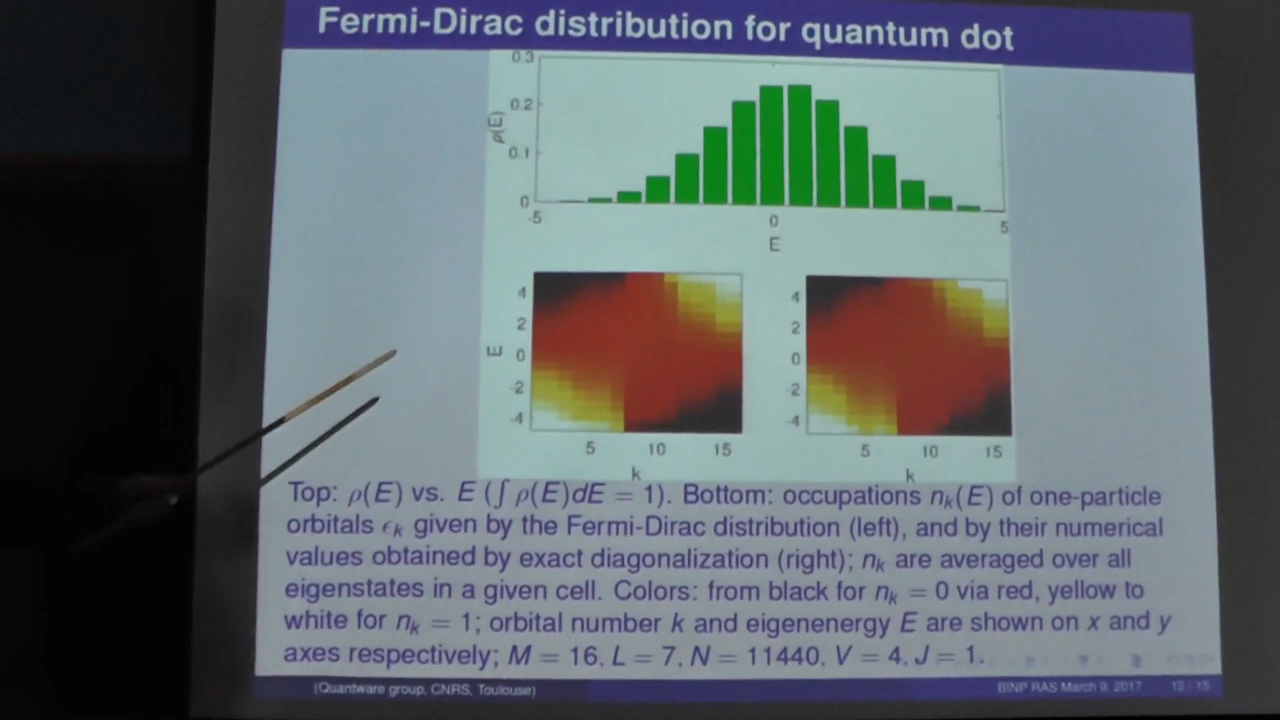 Fermi-Dirac distribution for quantum dot
0.3
0.2
0.1
0
ρ(E)
-5 0 5
E
4 4
2 2
E 0 0
-2 -2
-4 -4
5 10 15 5 10 15
k k
Top: ρ(E) vs. E (∫ ρ(E)dE = 1). Bottom: occupations nₖ(E) of one-particle
orbitals ϵₖ given by the Fermi-Dirac distribution (left), and by their numerical
values obtained by exact diagonalization (right); nₖ are averaged over all
eigenstates in a given cell. Colors: from black for nₖ = 0 via red, yellow to
white for nₖ = 1; orbital number k and eigenenergy E are shown on x and y
axes respectively; M = 16, L = 7, N = 11440, V = 4, J = 1.
(Quantware group, CNRS, Toulouse) BINP RAS March 9, 2017 12 / 15